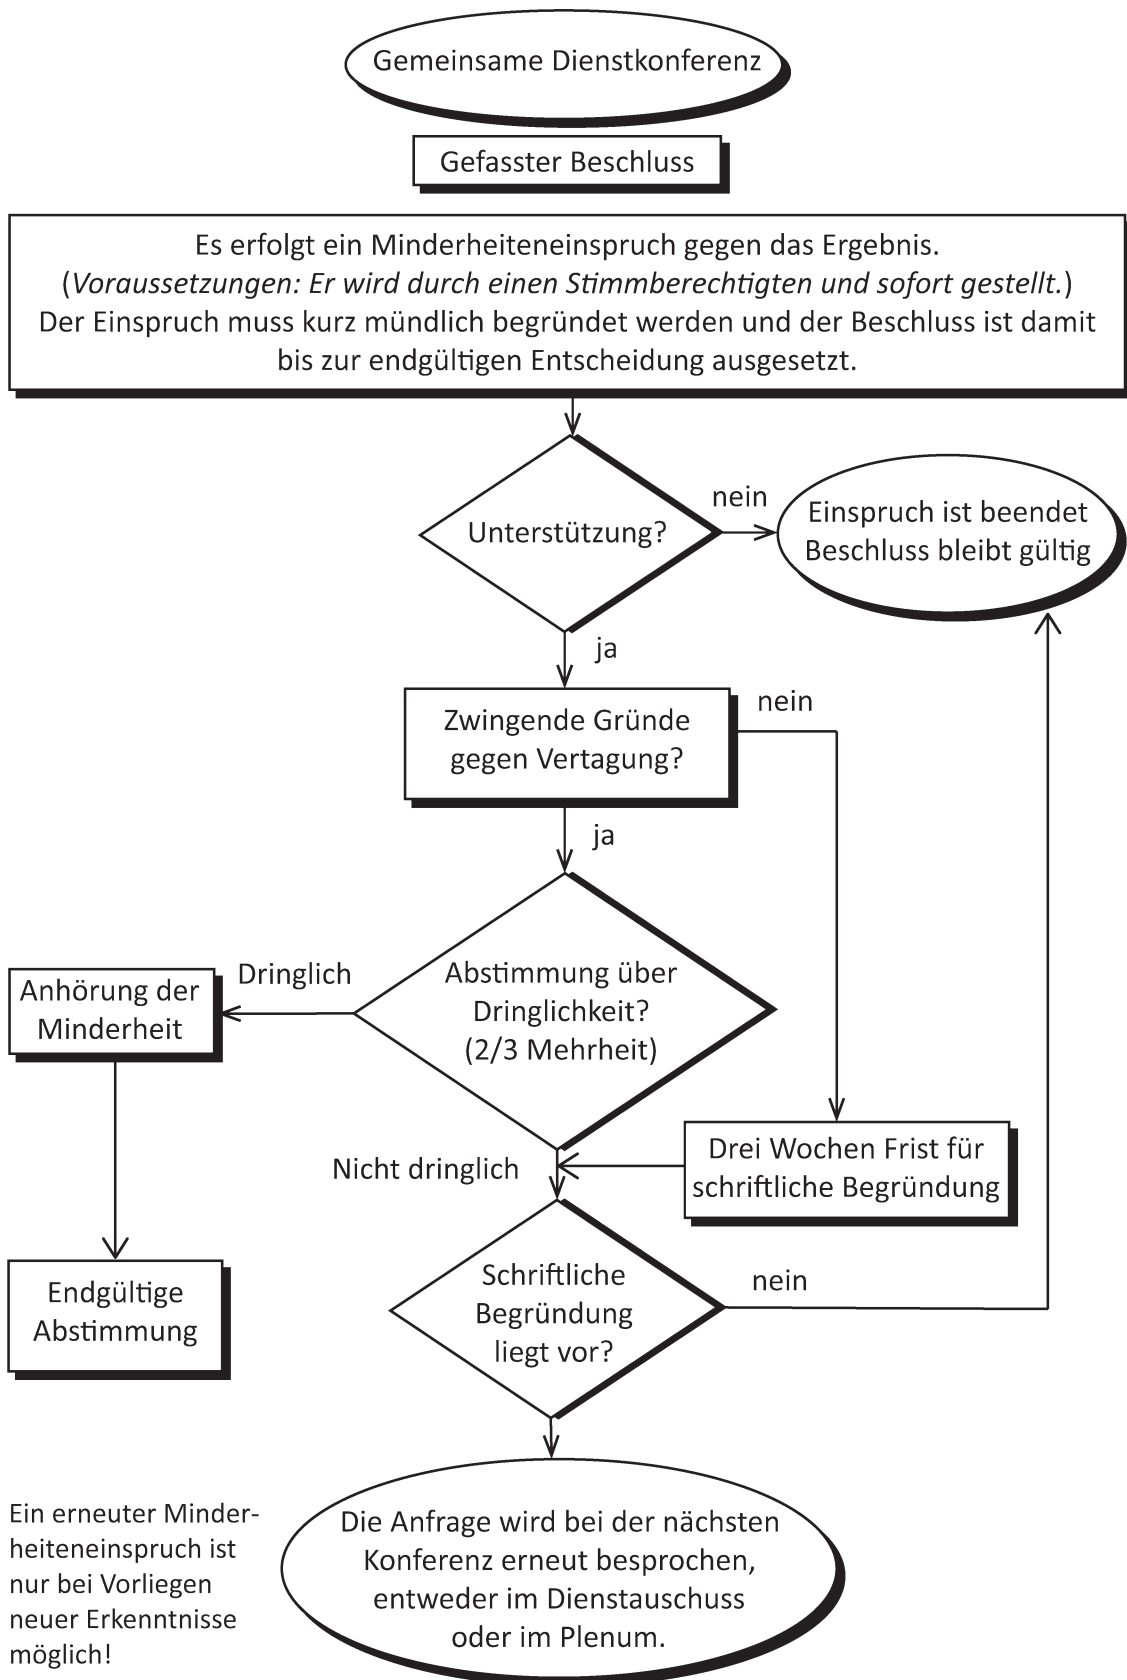 Gemeinsame Dienstkonferenz
Gefasster Beschluss
Es erfolgt ein Minderheiteneinspruch gegen das Ergebnis.
(Voraussetzungen: Er wird durch einen Stimmberechtigten und sofort gestellt.)
Der Einspruch muss kurz mündlich begründet werden und der Beschluss ist damit
bis zur endgültigen Entscheidung ausgesetzt.
Unterstützung?
nein
Einspruch ist beendet
Beschluss bleibt gültig
ja
Zwingende Gründe
gegen Vertagung?
nein
ja
Abstimmung über
Dringlichkeit?
(2/3 Mehrheit)
Dringlich
Anhörung der
Minderheit
Nicht dringlich
Drei Wochen Frist für
schriftliche Begründung
Endgültige
Abstimmung
Schriftliche
Begründung
liegt vor?
nein
Die Anfrage wird bei der nächsten
Konferenz erneut besprochen,
entweder im Dienstauschuss
oder im Plenum.
Ein erneuter Minder-
heiteneinspruch ist
nur bei Vorliegen
neuer Erkenntnisse
möglich!